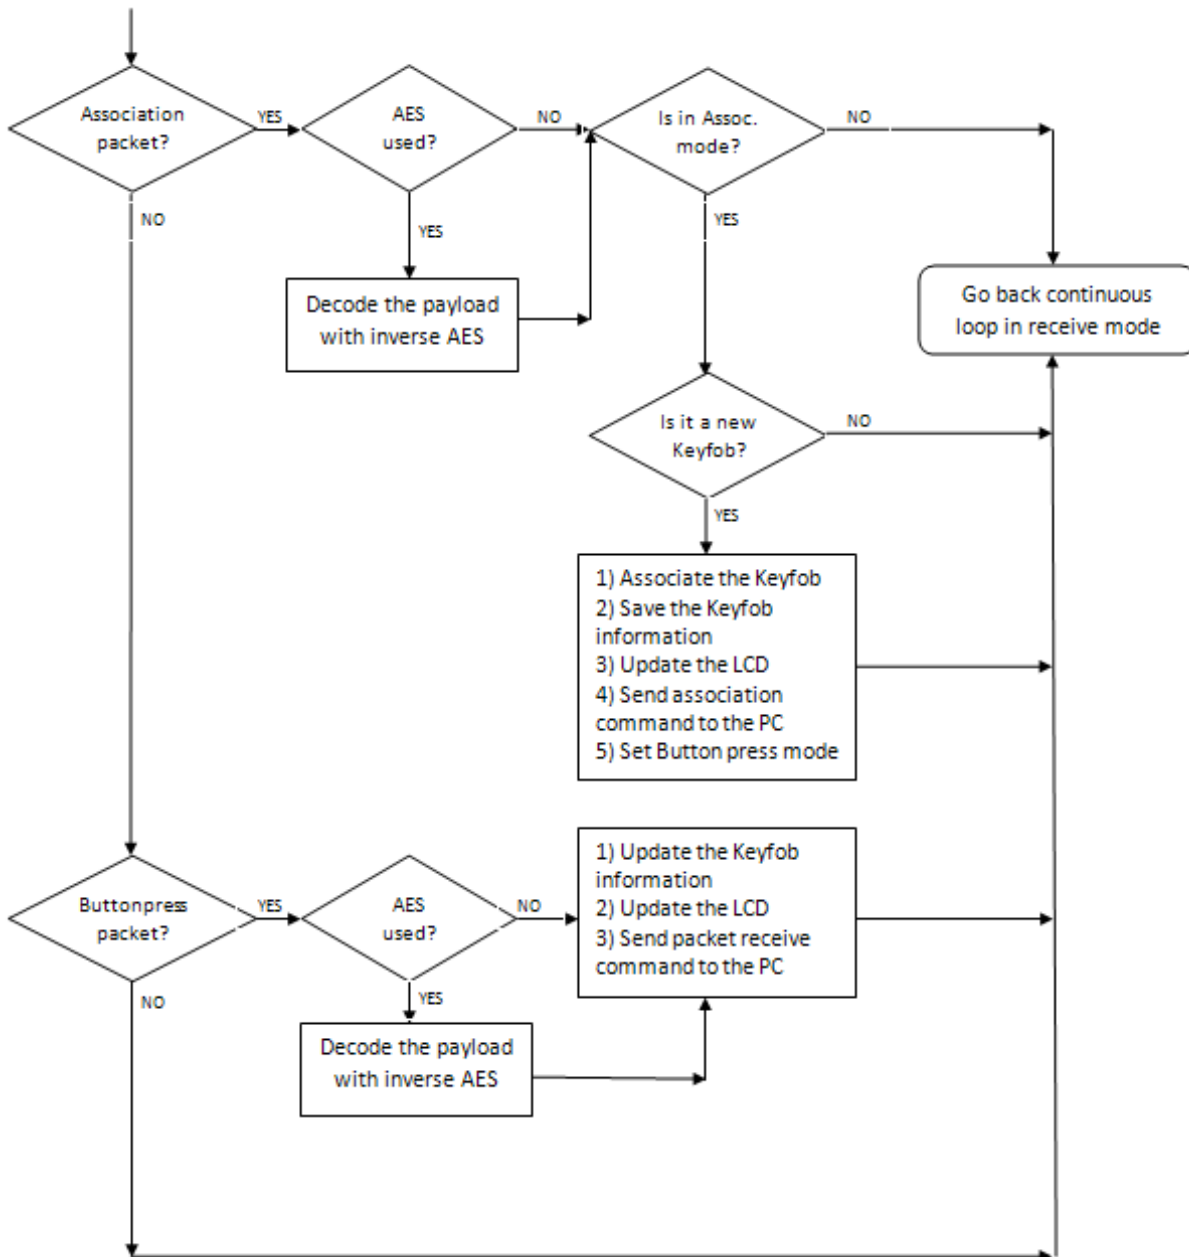 Association
packet?
YES
AES
used?
NO
Is in Assoc.
mode?
NO
NO
YES
YES
Decode the payload
with inverse AES
Go back continuous
loop in receive mode
Is it a new
Keyfob?
NO
YES
1) Associate the Keyfob
2) Save the Keyfob
information
3) Update the LCD
4) Send association
command to the PC
5) Set Button press mode
Buttonpress
packet?
YES
AES
used?
NO
1) Update the Keyfob
information
2) Update the LCD
3) Send packet receive
command to the PC
NO
YES
Decode the payload
with inverse AES